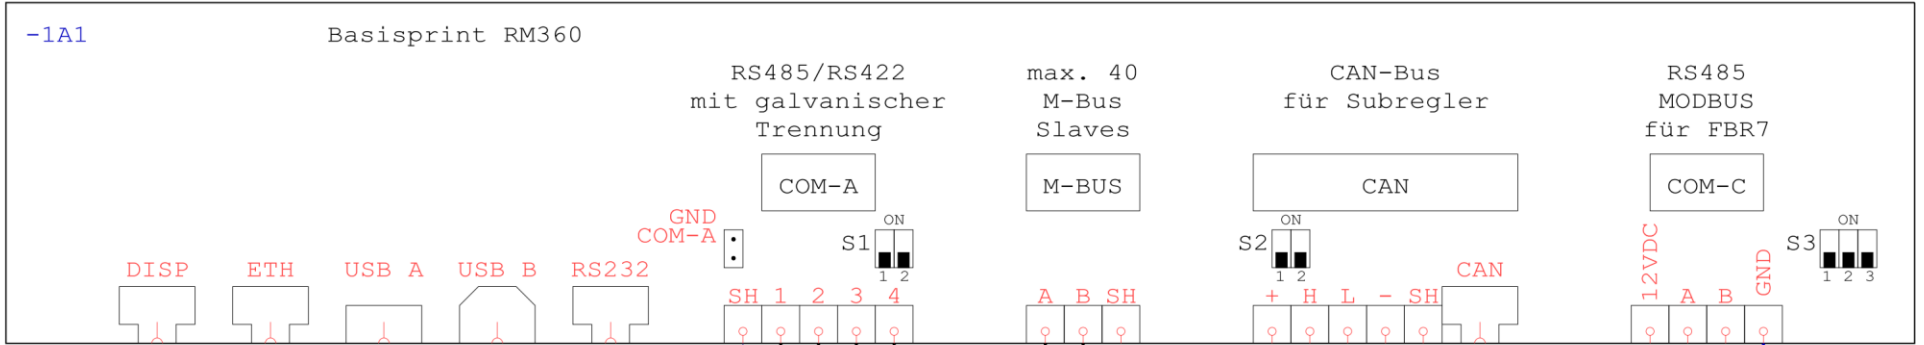 -1A1 Basisprint RM360
RS485/RS422
mit galvanischer
Trennung
max. 40
M-Bus
Slaves
CAN-Bus
für Subregler
RS485
MODBUS
für FBR7
COM-A
M-BUS
CAN
COM-C
GND
COM-A
ON
S1
1 2
ON
S2
1 2
12VDC
GND
ON
S3
1 2 3
DISP
ETH
USB A
USB B
RS232
CAN
SH 1 2 3 4
A B SH
+ H L - SH
A B